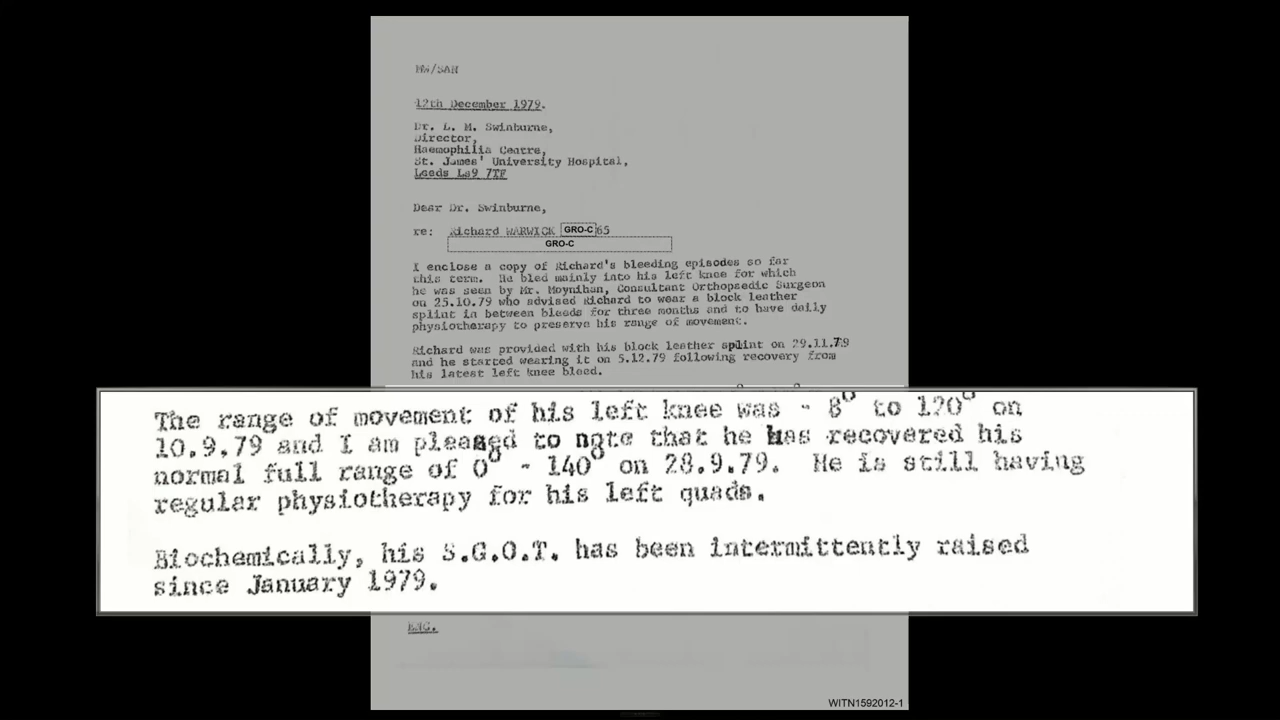 12th December 1979.
Dr. L. M. Swinburne,
Director,
Haemophilia Centre,
St. James' University Hospital,
Leeds Ls9 7TF
Dear Dr. Swinburne,
re: Richard WARWICK GRO-C 65
GRO-C
I enclose a copy of Richard's bleeding episodes so far
this term. He bled mainly into his left knee for which
he was seen by Mr. Moynihan, Consultant Orthopaedic Surgeon
on 25.10.79 who advised Richard to wear a block leather
splint in between bleeds for three months and to have daily
physiotherapy to preserve his range of movement.
Richard was provided with his block leather splint on 29.11.79
and he started wearing it on 5.12.79 following recovery from
his latest left knee bleed.
The range of movement of his left knee was - 8° to 120° on
10.9.79 and I am pleased to note that he has recovered his
normal full range of 0° - 140° on 28.9.79. He is still having
regular physiotherapy for his left quads.
Biochemically, his S.G.O.T. has been intermittently raised
since January 1979.
ENC.
WITN1592012-1